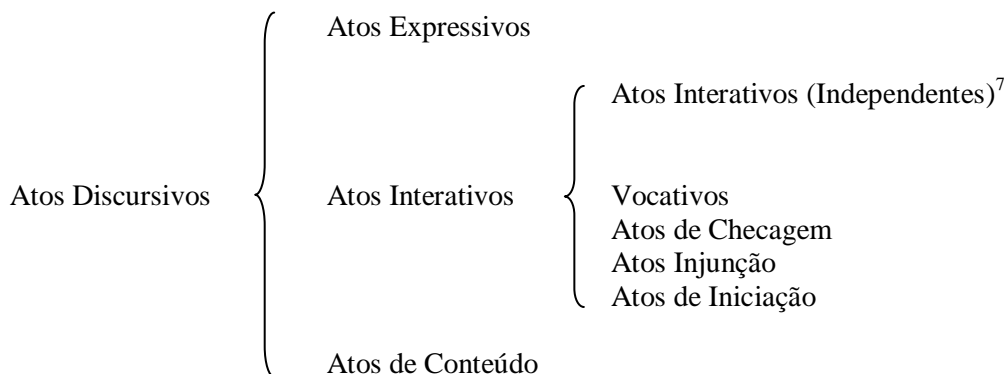 Atos Expressivos
Atos Interativos (Independentes)⁷
Atos Discursivos Atos Interativos Vocativos
Atos de Checagem
Atos Injunção
Atos de Iniciação
Atos de Conteúdo